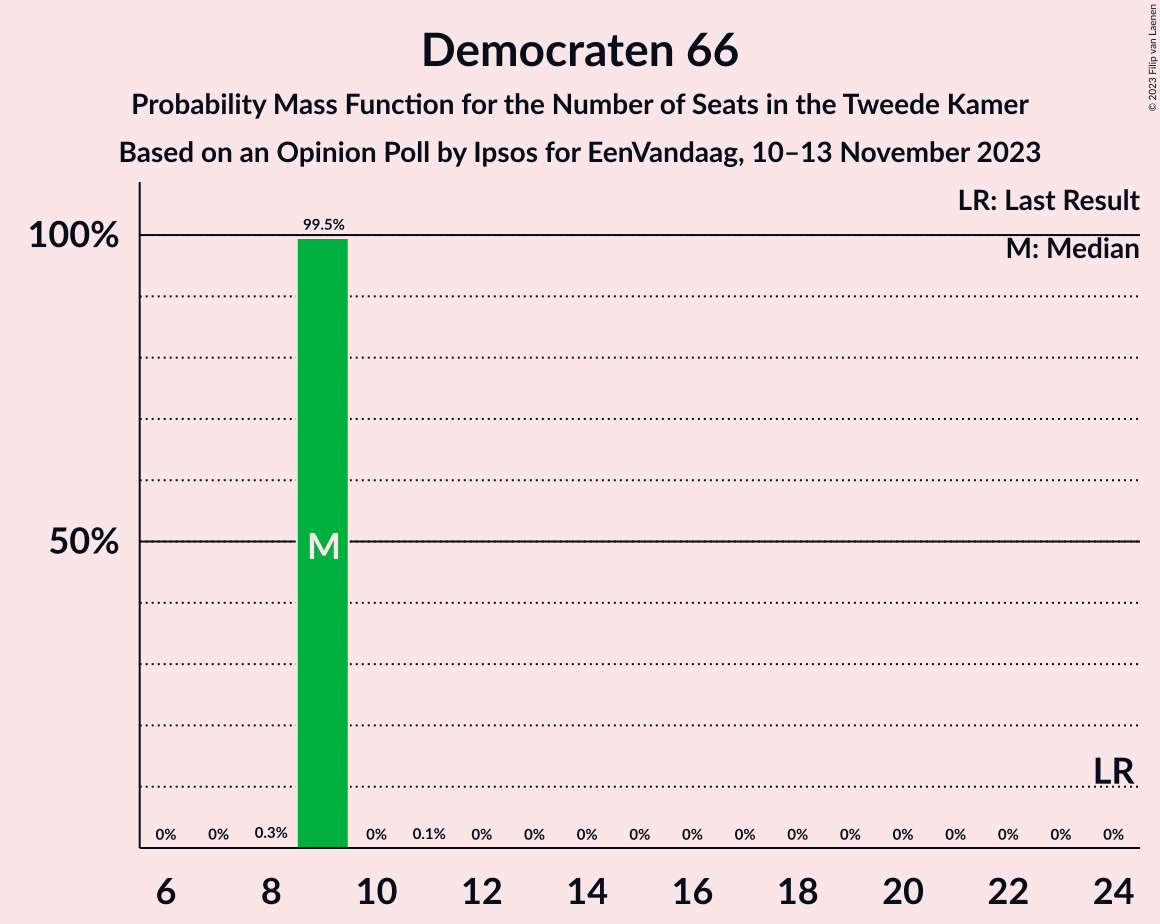 Democraten 66
Probability Mass Function for the Number of Seats in the Tweede Kamer
Based on an Opinion Poll by Ipsos for EenVandaag, 10–13 November 2023
© 2023 Filip van Laenen
LR: Last Result
M: Median
100%
50%
99.5%
M
LR
0% 0% 0.3% 0% 0.1% 0% 0% 0% 0% 0% 0% 0% 0% 0% 0% 0% 0% 0%
6 8 10 12 14 16 18 20 22 24